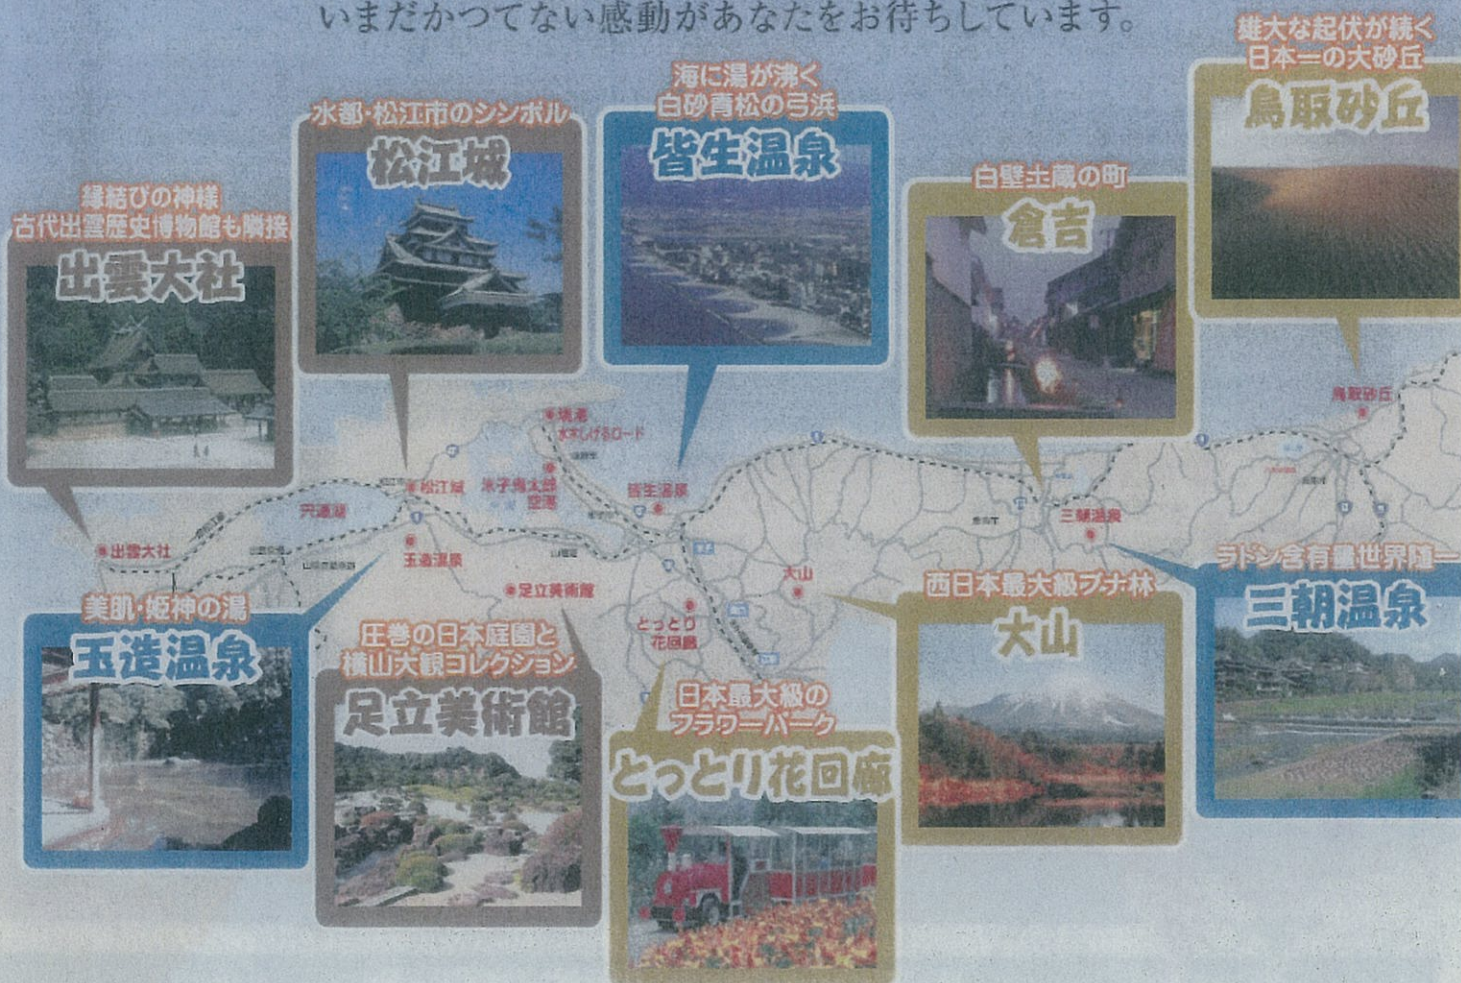 いまだかつてない感動があなたをお待ちしています。
雄大な起伏が続く
日本一の大砂丘
鳥取砂丘
海に湯が沸く
白砂青松の弓浜
皆生温泉
水都・松江市のシンボル
松江城
白壁土蔵の町
倉吉
縁結びの神様
古代出雲歴史博物館も隣接
出雲大社
鳥取砂丘
境港
水木しげるロード
松江城
米子鬼太郎
空港
皆生温泉
宍道湖
三朝温泉
出雲大社
玉造温泉
足立美術館
大山
とっとり
花回廊
ラドン含有量世界随一
三朝温泉
西日本最大級ブナ林
大山
美肌・姫神の湯
玉造温泉
圧巻の日本庭園と
横山大観コレクション
足立美術館
日本最大級の
フラワーパーク
とっとり花回廊